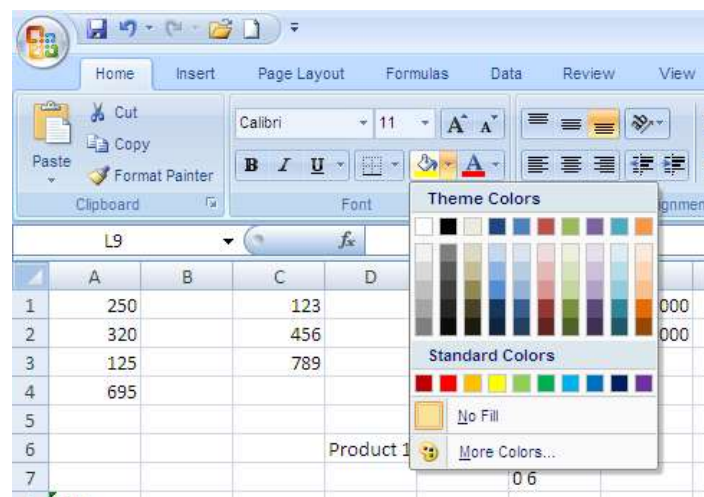 Home Insert Page Layout Formulas Data Review View
Cut
Copy
Format Painter
Paste
Calibri 11 A A
B I U A
Clipboard Font
Theme Colors
L9 fx
A B C D
1 250 123 000
2 320 456 000
3 125 789
4 695
5
6 Product 1
7 0 6
Standard Colors
No Fill
More Colors...